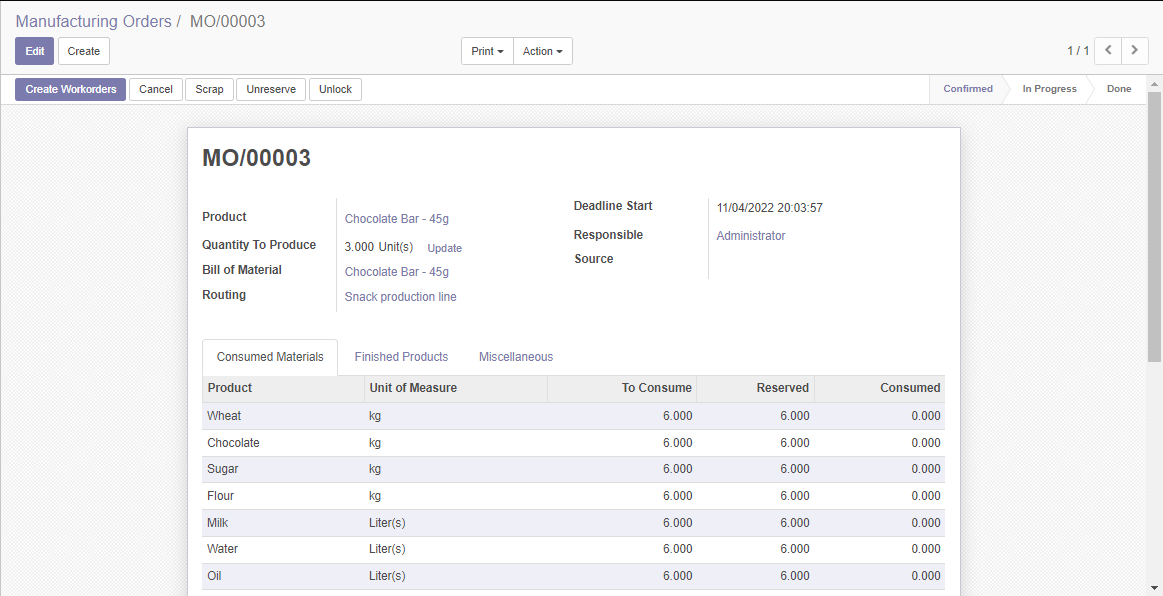 Manufacturing Orders / MO/00003
Edit Create Print Action 1 / 1
Create Workorders Cancel Scrap Unreserve Unlock Confirmed In Progress Done
MO/00003
Product Chocolate Bar - 45g
Quantity To Produce 3.000 Unit(s) Update
Bill of Material Chocolate Bar - 45g
Routing Snack production line
Deadline Start 11/04/2022 20:03:57
Responsible Administrator
Source
Consumed Materials Finished Products Miscellaneous
Product Unit of Measure To Consume Reserved Consumed
Wheat kg 6.000 6.000 0.000
Chocolate kg 6.000 6.000 0.000
Sugar kg 6.000 6.000 0.000
Flour kg 6.000 6.000 0.000
Milk Liter(s) 6.000 6.000 0.000
Water Liter(s) 6.000 6.000 0.000
Oil Liter(s) 6.000 6.000 0.000